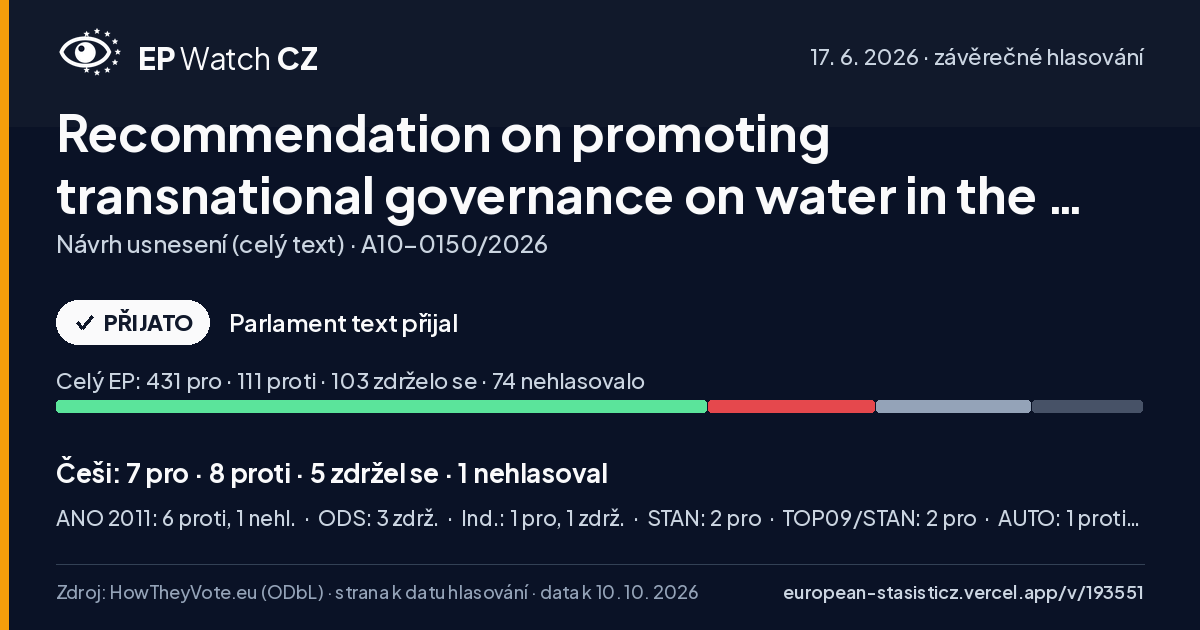 EP Watch CZ
17. 6. 2026 · závěrečné hlasování
Recommendation on promoting
transnational governance on water in the ...
Návrh usnesení (celý text) · A10-0150/2026
✓ PŘIJATO Parlament text přijal
Celý EP: 431 pro · 111 proti · 103 zdrželo se · 74 nehlasovalo
Češi: 7 pro · 8 proti · 5 zdržel se · 1 nehlasoval
ANO 2011: 6 proti, 1 nehl. · ODS: 3 zdrž. · Ind.: 1 pro, 1 zdrž. · STAN: 2 pro · TOP09/STAN: 2 pro · AUTO: 1 proti...
Zdroj: HowTheyVote.eu (ODbL) · strana k datu hlasování · data k 10. 10. 2026
european-stasisticz.vercel.app/v/193551